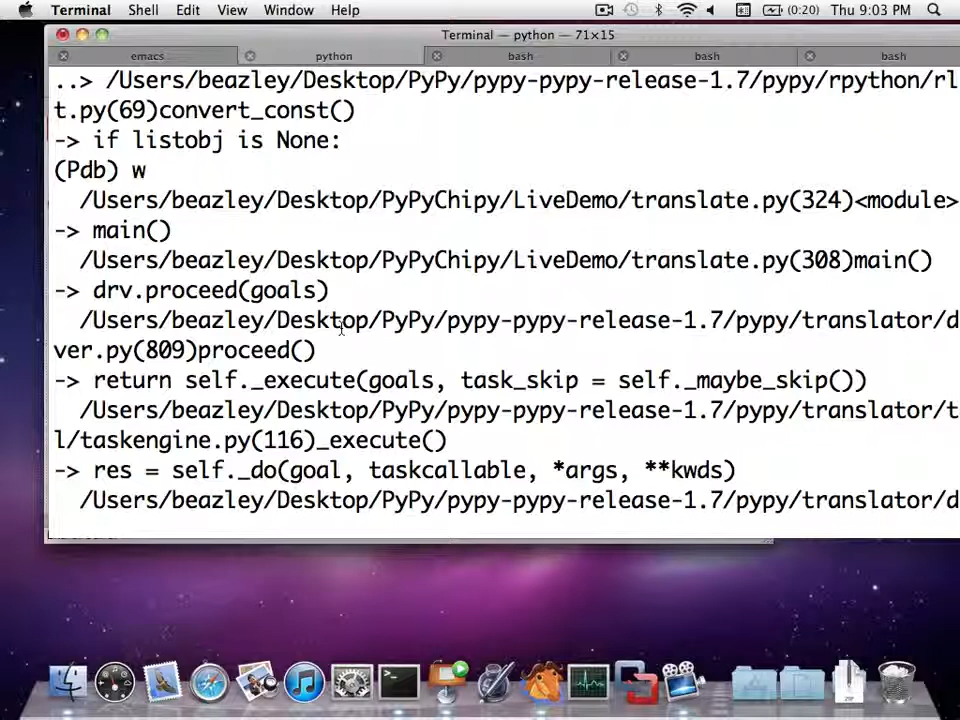 Terminal Shell Edit View Window Help (0:20) Thu 9:03 PM
Terminal — python — 71×15
emacs python bash bash bash
..> /Users/beazley/Desktop/PyPy/pypy-pypy-release-1.7/pypy/rpython/rl
t.py(69)convert_const()
-> if listobj is None:
(Pdb) w
/Users/beazley/Desktop/PyPyChipy/LiveDemo/translate.py(324)<module>
-> main()
/Users/beazley/Desktop/PyPyChipy/LiveDemo/translate.py(308)main()
-> drv.proceed(goals)
/Users/beazley/Desktop/PyPy/pypy-pypy-release-1.7/pypy/translator/d
ver.py(809)proceed()
-> return self._execute(goals, task_skip = self._maybe_skip())
/Users/beazley/Desktop/PyPy/pypy-pypy-release-1.7/pypy/translator/t
l/taskengine.py(116)_execute()
-> res = self._do(goal, taskcallable, *args, **kwds)
/Users/beazley/Desktop/PyPy/pypy-pypy-release-1.7/pypy/translator/d